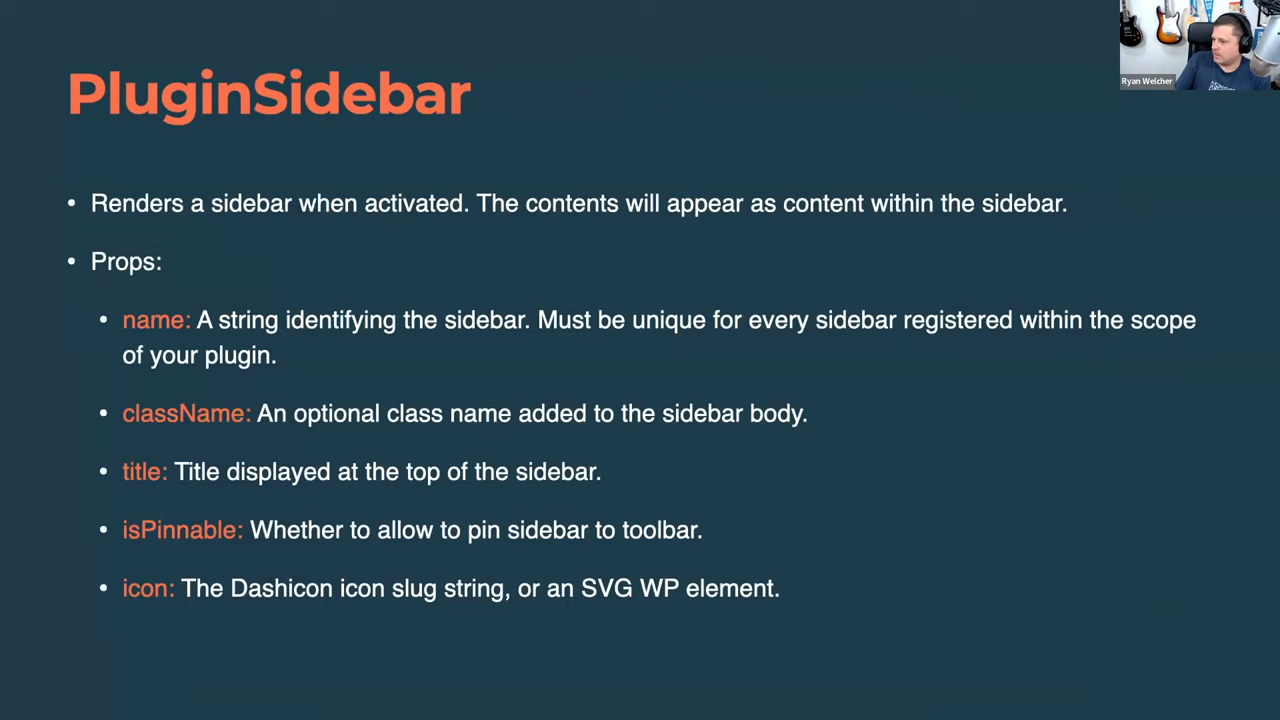 PluginSidebar
Ryan Welcher
• Renders a sidebar when activated. The contents will appear as content within the sidebar.
• Props:
• name: A string identifying the sidebar. Must be unique for every sidebar registered within the scope
of your plugin.
• className: An optional class name added to the sidebar body.
• title: Title displayed at the top of the sidebar.
• isPinnable: Whether to allow to pin sidebar to toolbar.
• icon: The Dashicon icon slug string, or an SVG WP element.